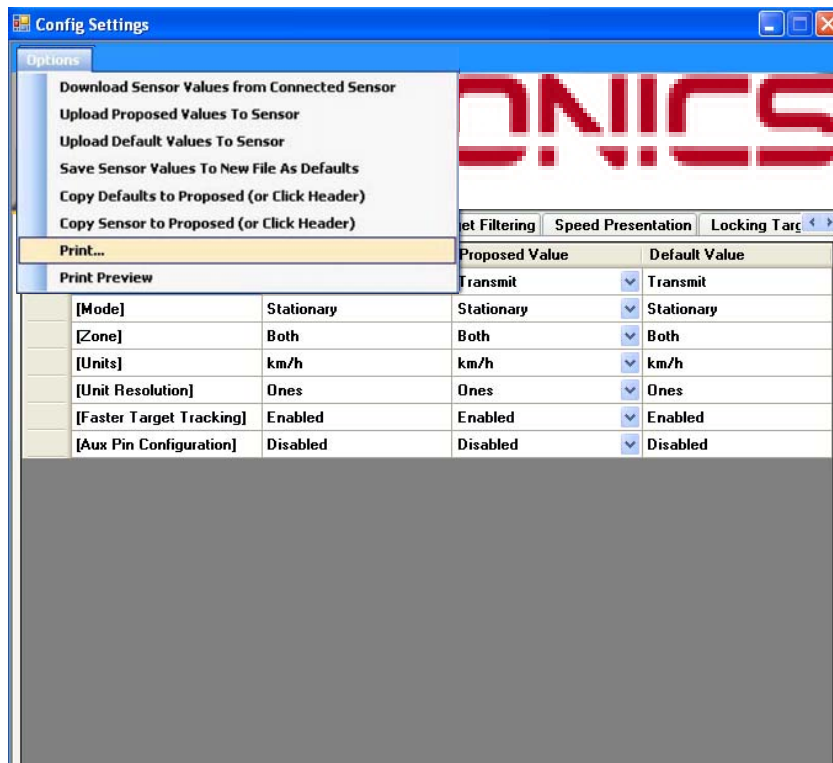 Config Settings
Options
Download Sensor Values from Connected Sensor
Upload Proposed Values To Sensor
Upload Default Values To Sensor
Save Sensor Values To New File As Defaults
Copy Defaults to Proposed (or Click Header)
Copy Sensor to Proposed (or Click Header)
Print...
Print Preview
ONICS
et Filtering Speed Presentation Locking Targ
Proposed Value Default Value
Transmit Transmit
[Mode] Stationary Stationary Stationary
[Zone] Both Both Both
[Units] km/h km/h km/h
[Unit Resolution] Ones Ones Ones
[Faster Target Tracking] Enabled Enabled Enabled
[Aux Pin Configuration] Disabled Disabled Disabled